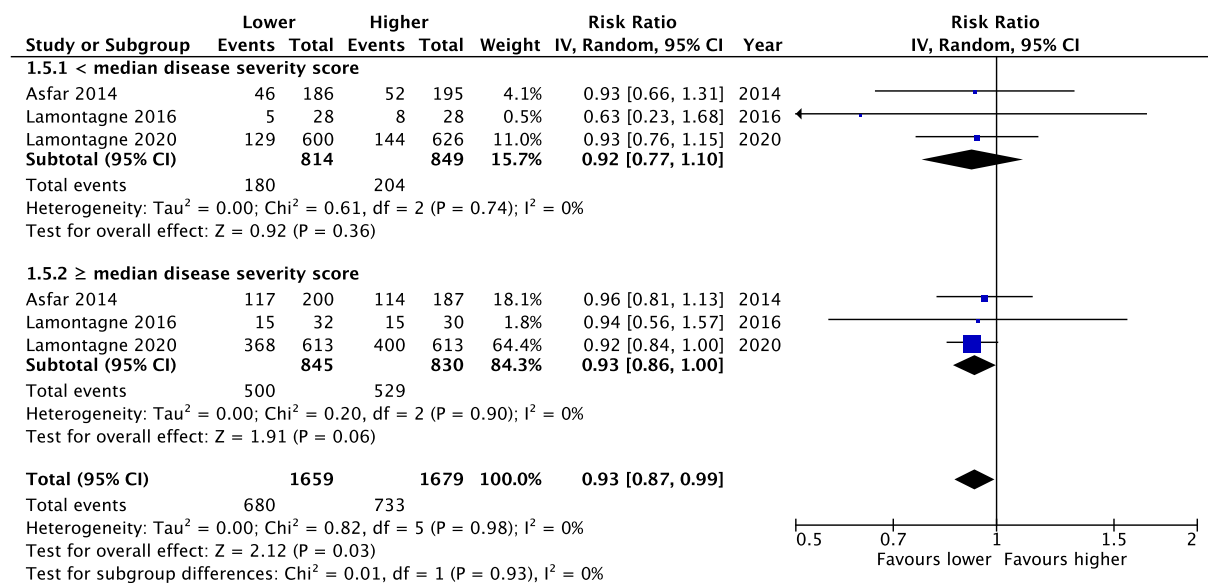 Lower Higher Risk Ratio Risk Ratio
Study or Subgroup Events Total Events Total Weight IV, Random, 95% CI Year IV, Random, 95% CI
1.5.1 < median disease severity score
Asfar 2014 46 186 52 195 4.1% 0.93 [0.66, 1.31] 2014
Lamontagne 2016 5 28 8 28 0.5% 0.63 [0.23, 1.68] 2016
Lamontagne 2020 129 600 144 626 11.0% 0.93 [0.76, 1.15] 2020
Subtotal (95% CI) 814 849 15.7% 0.92 [0.77, 1.10]
Total events 180 204
Heterogeneity: Tau² = 0.00; Chi² = 0.61, df = 2 (P = 0.74); I² = 0%
Test for overall effect: Z = 0.92 (P = 0.36)
1.5.2 ≥ median disease severity score
Asfar 2014 117 200 114 187 18.1% 0.96 [0.81, 1.13] 2014
Lamontagne 2016 15 32 15 30 1.8% 0.94 [0.56, 1.57] 2016
Lamontagne 2020 368 613 400 613 64.4% 0.92 [0.84, 1.00] 2020
Subtotal (95% CI) 845 830 84.3% 0.93 [0.86, 1.00]
Total events 500 529
Heterogeneity: Tau² = 0.00; Chi² = 0.20, df = 2 (P = 0.90); I² = 0%
Test for overall effect: Z = 1.91 (P = 0.06)
Total (95% CI) 1659 1679 100.0% 0.93 [0.87, 0.99]
Total events 680 733
Heterogeneity: Tau² = 0.00; Chi² = 0.82, df = 5 (P = 0.98); I² = 0%
Test for overall effect: Z = 2.12 (P = 0.03)
Test for subgroup differences: Chi² = 0.01, df = 1 (P = 0.93), I² = 0%
0.5 0.7 1 1.5 2
Favours lower Favours higher